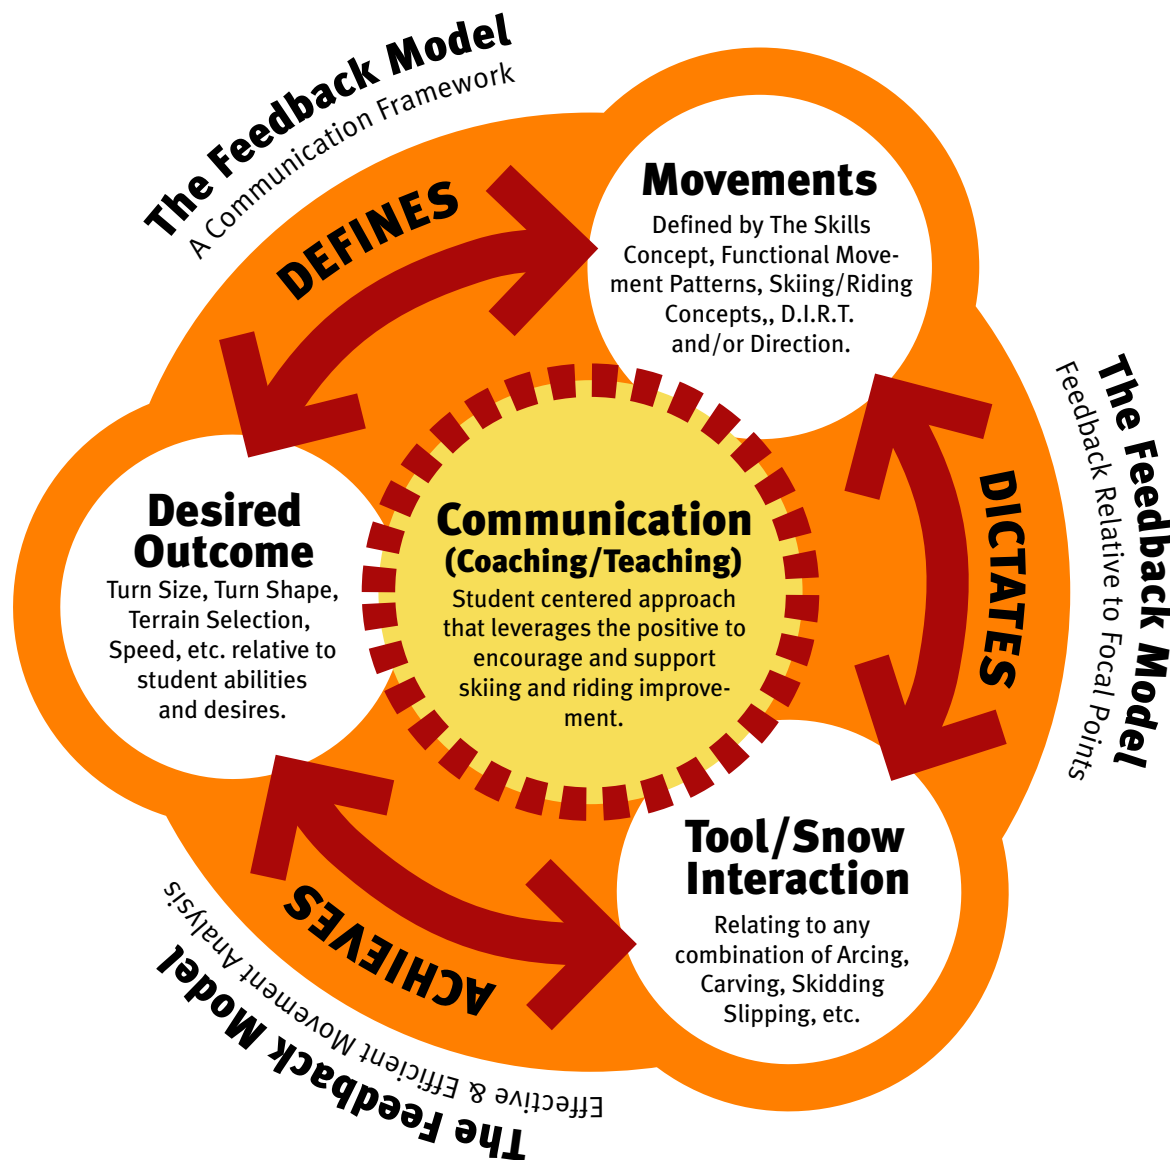 The Feedback Model
A Communication Framework
DEFINES
Movements
Defined by The Skills
Concept, Functional Move-
ment Patterns, Skiing/Riding
Concepts,, D.I.R.T.
and/or Direction.
The Feedback Model
Feedback Relative to Focal Points
DICTATES
Desired
Outcome
Turn Size, Turn Shape,
Terrain Selection,
Speed, etc. relative to
student abilities
and desires.
Communication
(Coaching/Teaching)
Student centered approach
that leverages the positive to
encourage and support
skiing and riding improve-
ment.
Tool/Snow
Interaction
Relating to any
combination of Arcing,
Carving, Skidding
Slipping, etc.
ACHIEVES
The Feedback Model
Effective & Efficient Movement Analysis